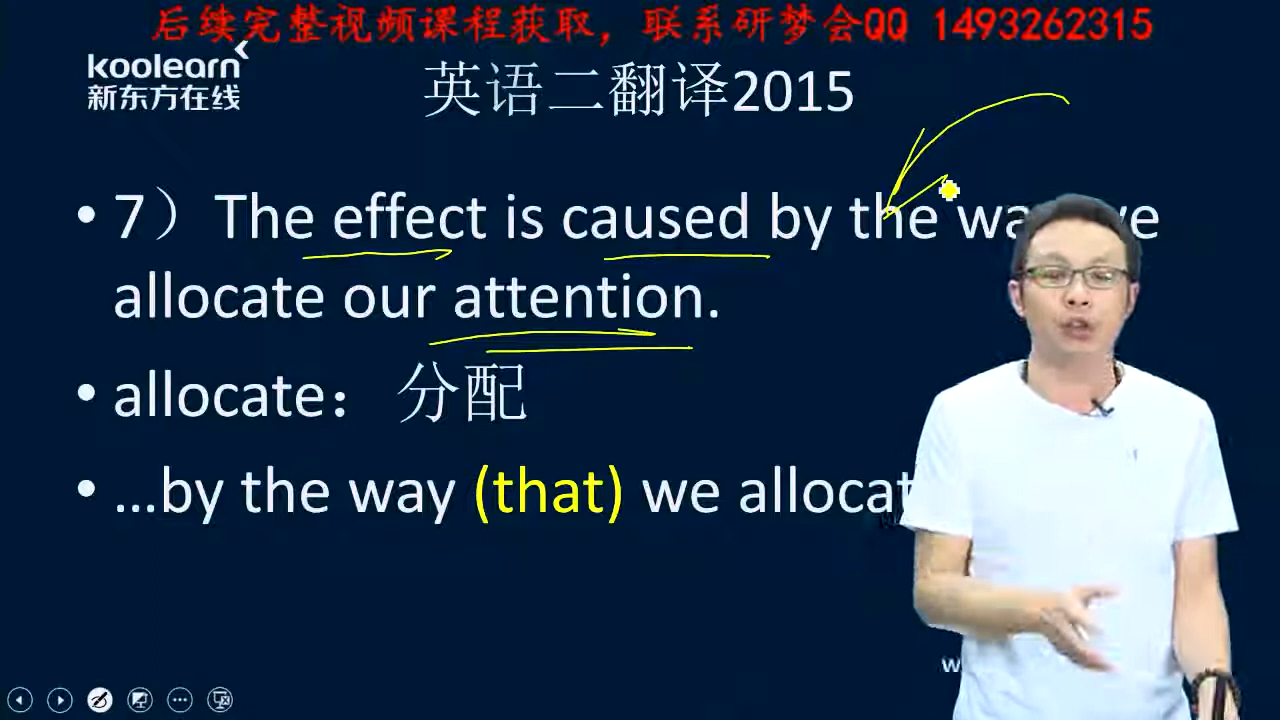 后续完整视频课程获取，联系研梦会QQ 1493262315
koolearn
新东方在线
英语二翻译2015
• 7）The effect is caused by the way we
allocate our attention.
• allocate： 分配
• …by the way (that) we allocat
w